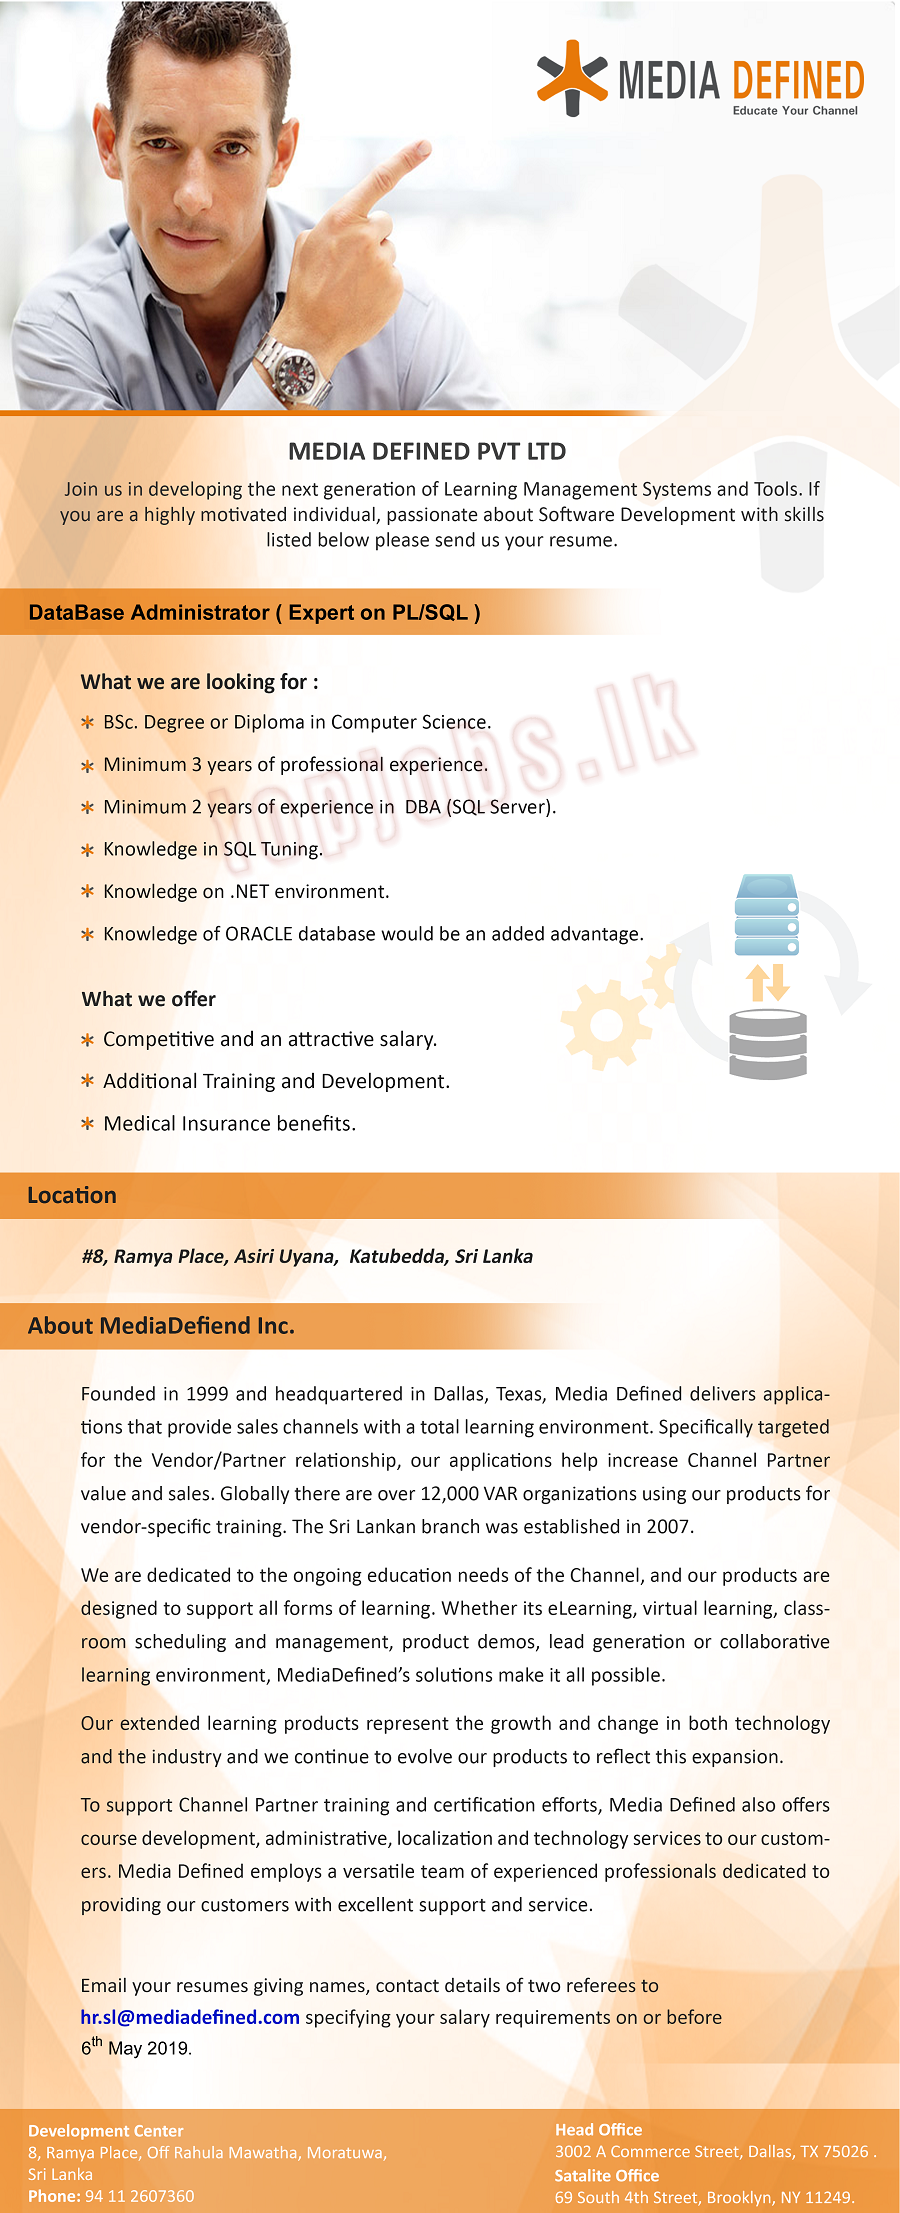 MEDIA DEFINED
Educate Your Channel
MEDIA DEFINED PVT LTD
Join us in developing the next generation of Learning Management Systems and Tools. If
you are a highly motivated individual, passionate about Software Development with skills
listed below please send us your resume.
DataBase Administrator ( Expert on PL/SQL )
What we are looking for :
BSc. Degree or Diploma in Computer Science.
Minimum 3 years of professional experience.
Minimum 2 years of experience in  DBA (SQL Server).
Knowledge in SQL Tuning.
Knowledge on .NET environment.
Knowledge of ORACLE database would be an added advantage.
topjobs.lk
What we offer
Competitive and an attractive salary.
Additional Training and Development.
Medical Insurance benefits.
Location
#8, Ramya Place, Asiri Uyana,  Katubedda, Sri Lanka
About MediaDefiend Inc.
Founded in 1999 and headquartered in Dallas, Texas, Media Defined delivers applica-
tions that provide sales channels with a total learning environment. Specifically targeted
for the Vendor/Partner relationship, our applications help increase Channel Partner
value and sales. Globally there are over 12,000 VAR organizations using our products for
vendor-specific training. The Sri Lankan branch was established in 2007.
We are dedicated to the ongoing education needs of the Channel, and our products are
designed to support all forms of learning. Whether its eLearning, virtual learning, class-
room scheduling and management, product demos, lead generation or collaborative
learning environment, MediaDefined’s solutions make it all possible.
Our extended learning products represent the growth and change in both technology
and the industry and we continue to evolve our products to reflect this expansion.
To support Channel Partner training and certification efforts, Media Defined also offers
course development, administrative, localization and technology services to our custom-
ers. Media Defined employs a versatile team of experienced professionals dedicated to
providing our customers with excellent support and service.
Email your resumes giving names, contact details of two referees to
hr.sl@mediadefined.com specifying your salary requirements on or before
6th May 2019.
Development Center
8, Ramya Place, Off Rahula Mawatha, Moratuwa,
Sri Lanka
Phone: 94 11 2607360
Head Office
3002 A Commerce Street, Dallas, TX 75026 .
Satalite Office
69 South 4th Street, Brooklyn, NY 11249.